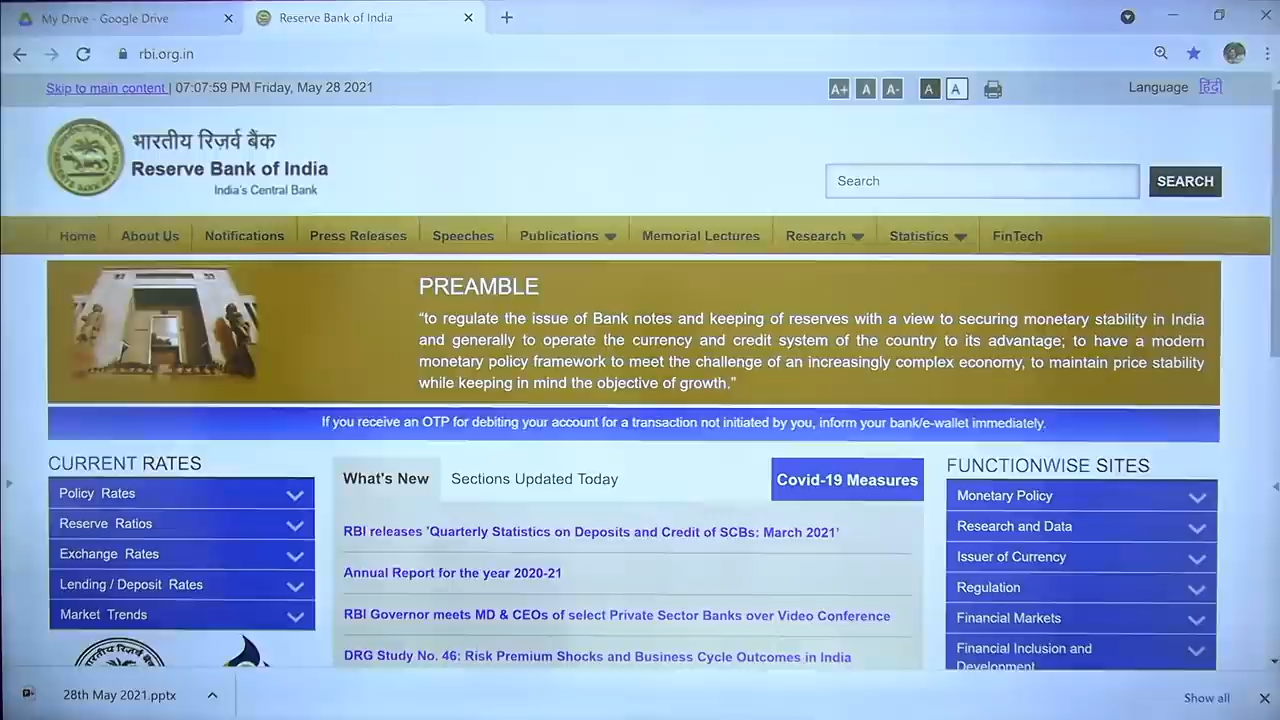 My Drive - Google Drive
Reserve Bank of India
rbi.org.in
Skip to main content | 07:07:59 PM Friday, May 28 2021
A+ A A- A A
Language हिंदी
भारतीय रिज़र्व बैंक
Reserve Bank of India
India's Central Bank
Search
SEARCH
Home About Us Notifications Press Releases Speeches Publications Memorial Lectures Research Statistics FinTech
PREAMBLE
“to regulate the issue of Bank notes and keeping of reserves with a view to securing monetary stability in India
and generally to operate the currency and credit system of the country to its advantage; to have a modern
monetary policy framework to meet the challenge of an increasingly complex economy, to maintain price stability
while keeping in mind the objective of growth.”
If you receive an OTP for debiting your account for a transaction not initiated by you, inform your bank/e-wallet immediately.
CURRENT RATES
Policy Rates
Reserve Ratios
Exchange Rates
Lending / Deposit Rates
Market Trends
What's New
Sections Updated Today
Covid-19 Measures
RBI releases 'Quarterly Statistics on Deposits and Credit of SCBs: March 2021’
Annual Report for the year 2020-21
RBI Governor meets MD & CEOs of select Private Sector Banks over Video Conference
DRG Study No. 46: Risk Premium Shocks and Business Cycle Outcomes in India
FUNCTIONWISE SITES
Monetary Policy
Research and Data
Issuer of Currency
Regulation
Financial Markets
Financial Inclusion and
Development
28th May 2021.pptx
Show all